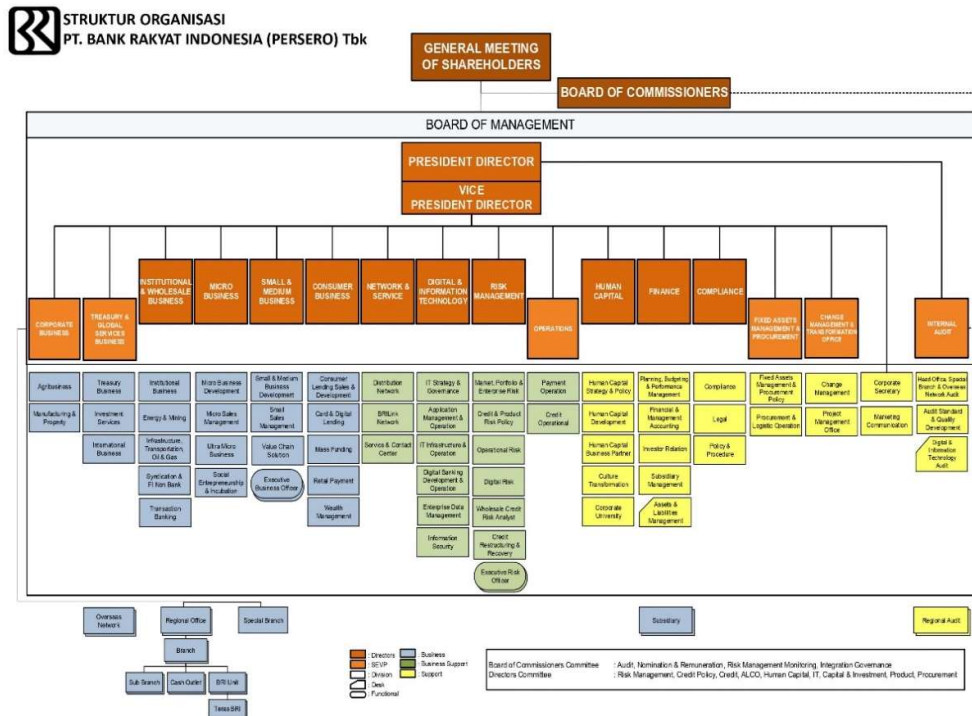 STRUKTUR ORGANISASI
PT. BANK RAKYAT INDONESIA (PERSERO) Tbk
GENERAL MEETING
OF SHAREHOLDERS
BOARD OF COMMISSIONERS
BOARD OF MANAGEMENT
PRESIDENT DIRECTOR
VICE
PRESIDENT DIRECTOR
CORPORATE
BUSINESS
TREASURY &
GLOBAL
SERVICES
BUSINESS
INSTITUTIONAL
& WHOLESALE
BUSINESS
MICRO
BUSINESS
SMALL &
MEDIUM
BUSINESS
CONSUMER
BUSINESS
NETWORK &
SERVICE
DIGITAL &
INFORMATION
TECHNOLOGY
RISK
MANAGEMENT
OPERATIONS
HUMAN
CAPITAL
FINANCE
COMPLIANCE
FIXED ASSETS
MANAGEMENT &
PROCUREMENT
CHANGE
MANAGEMENT &
TRANSFORMATION
OFFICE
INTERNAL
AUDIT
Agribusiness
Manufacturing &
Property
Treasury
Business
Investment
Services
International
Business
Institutional
Business
Energy & Mining
Infrastructure,
Transportation,
Oil & Gas
Syndication &
FI Non Bank
Transaction
Banking
Micro Business
Development
Micro Sales
Management
Ultra Micro
Business
Social
Entrepreneurship
& Incubation
Small & Medium
Business
Development
Small
Sales
Management
Value Chain
Solution
Executive
Business Officer
Consumer
Lending Sales &
Development
Card & Digital
Lending
Mass Funding
Retail Payment
Wealth
Management
Distribution
Network
BRILink
Network
Service & Contact
Center
IT Strategy &
Governance
Application
Management &
Operation
IT Infrastructure &
Operation
Digital Banking
Development &
Operation
Enterprise Data
Management
Information
Security
Market, Portfolio &
Enterprise Risk
Credit & Product
Risk Policy
Operational Risk
Digital Risk
Wholesale Credit
Risk Analyst
Credit
Restructuring &
Recovery
Executive Risk
Officer
Payment
Operation
Credit
Operational
Human Capital
Strategy & Policy
Human Capital
Development
Human Capital
Business Partner
Culture
Transformation
Corporate
University
Planning, Budgeting
& Performance
Management
Financial &
Management
Accounting
Investor Relation
Subsidiary
Management
Assets &
Liabilities
Management
Compliance
Legal
Policy &
Procedure
Fixed Assets
Management &
Procurement
Policy
Procurement &
Logistic Operation
Change
Management
Project
Management
Office
Corporate
Secretary
Marketing
Communication
Head Office, Special
Branch & Overseas
Network Audit
Audit Standard
& Quality
Development
Digital &
Information
Technology
Audit
Overseas
Network
Regional Office
Special Branch
Subsidiary
Regional Audit
Branch
Sub Branch
Cash Outlet
BRI Unit
Teras BRI
: Directors
: SEVP
: Division
: Desk
: Functional
: Business
: Business Support
: Support
Board of Commissioners Committee : Audit, Nomination & Remuneration, Risk Management Monitoring, Integration Governance
Directors Committee : Risk Management, Credit Policy, Credit, ALCO, Human Capital, IT, Capital & Investment, Product, Procurement